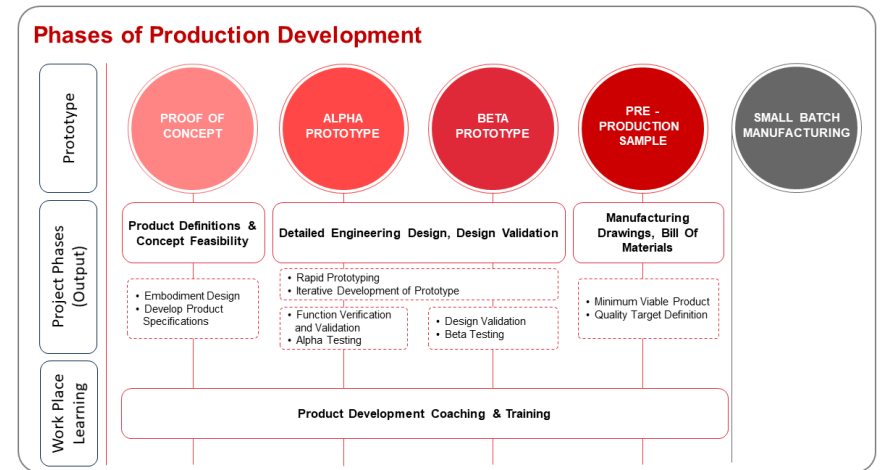 Phases of Production Development
Prototype
PROOF OF
CONCEPT
ALPHA
PROTOTYPE
BETA
PROTOTYPE
PRE -
PRODUCTION
SAMPLE
SMALL BATCH
MANUFACTURING
Project Phases
(Output)
Product Definitions &
Concept Feasibility
Detailed Engineering Design, Design Validation
Manufacturing
Drawings, Bill Of
Materials
• Embodiment Design
• Develop Product
Specifications
• Rapid Prototyping
• Iterative Development of Prototype
• Function Verification
and Validation
• Alpha Testing
• Design Validation
• Beta Testing
• Minimum Viable Product
• Quality Target Definition
Work Place
Learning
Product Development Coaching & Training